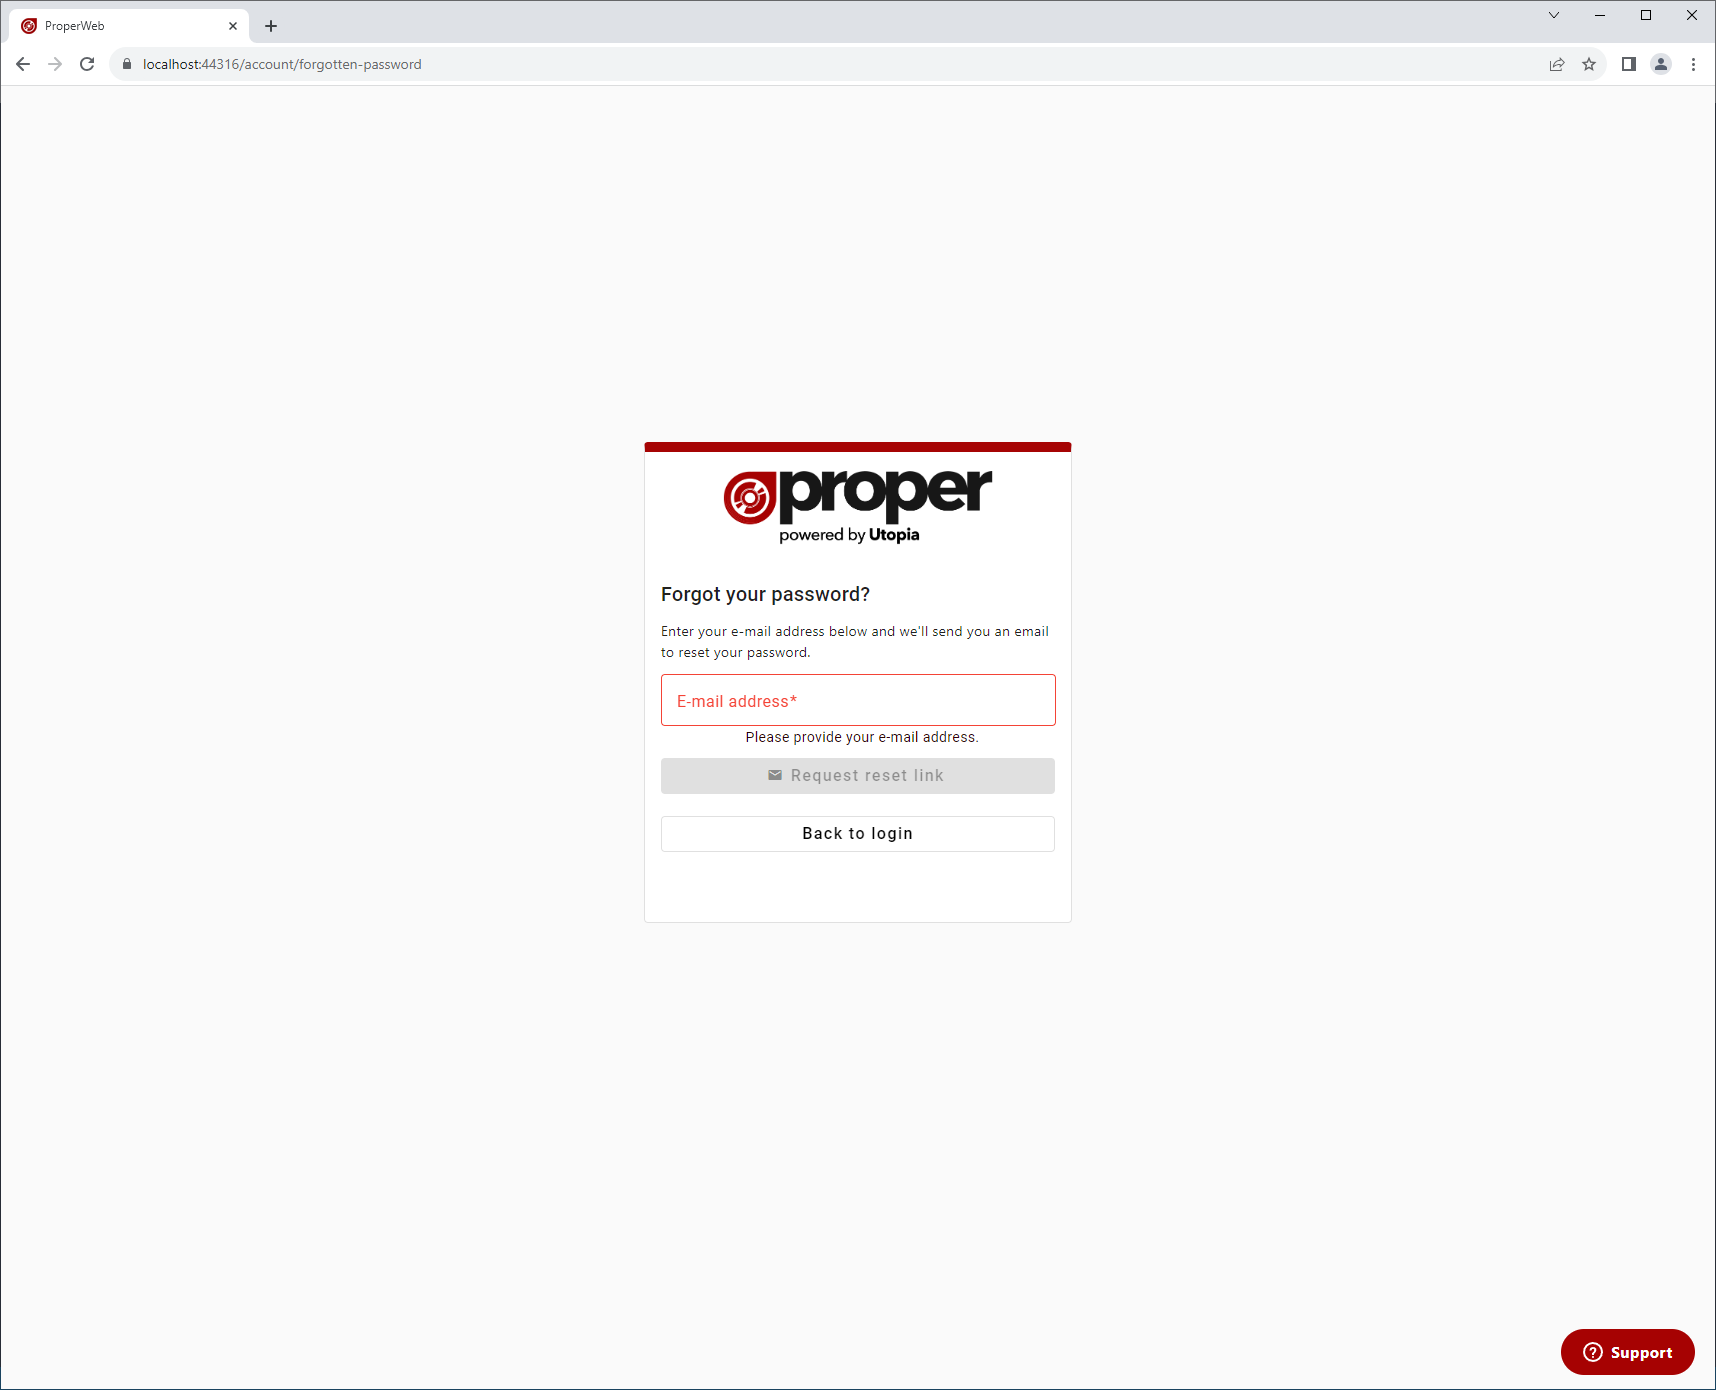 ProperWeb
localhost:44316/account/forgotten-password
proper
powered by Utopia
Forgot your password?
Enter your e-mail address below and we'll send you an email
to reset your password.
E-mail address*
Please provide your e-mail address.
Request reset link
Back to login
Support